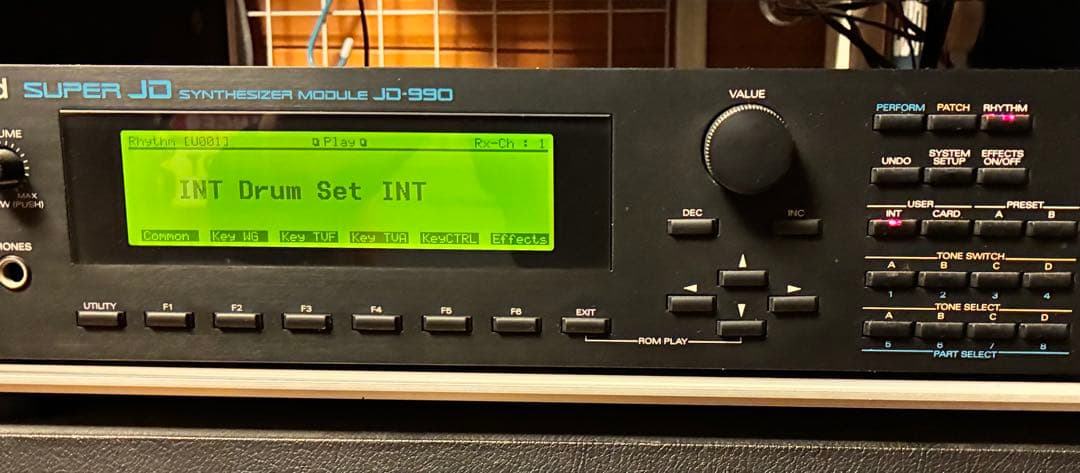 d SUPER JD SYNTHESIZER MODULE JD-990
UME
MAX
W (PUSH)
ONES
Rhythm [U001] Play Rx-Ch : 1
INT Drum Set INT
Common Key WG Key TVF Key TVA KeyCTRL Effects
UTILITY F1 F2 F3 F4 F5 F6 EXIT
ROM PLAY
VALUE
DEC INC
PERFORM PATCH RHYTHM
UNDO SYSTEM SETUP EFFECTS ON/OFF
USER PRESET
INT CARD A B
TONE SWITCH
A B C D
1 2 3 4
TONE SELECT
A B C D
5 6 7 8
PART SELECT